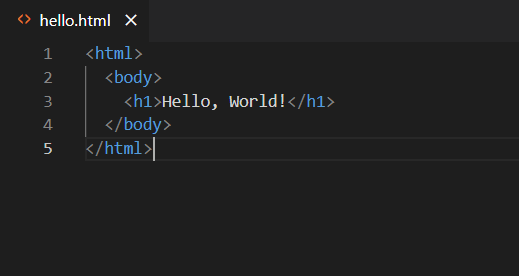 hello.html
1 <html>
2   <body>
3     <h1>Hello, World!</h1>
4   </body>
5 </html>